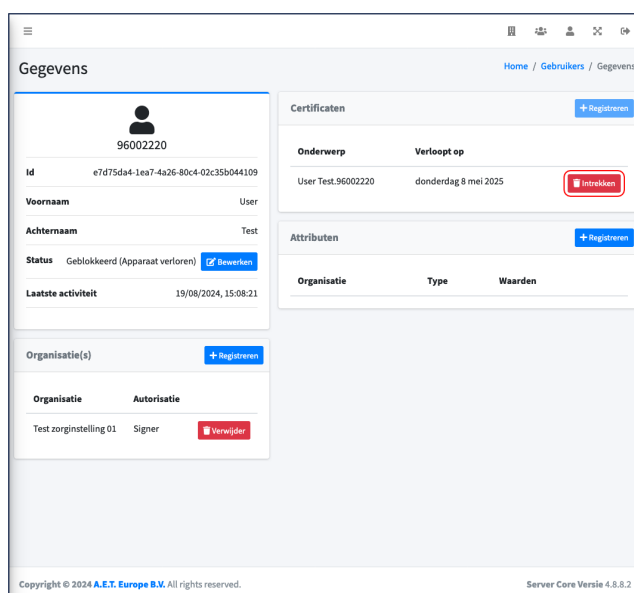 Gegevens
Home / Gebruikers / Gegevens
96002220
Id e7d75da4-1ea7-4a26-80c4-02c35b044109
Voornaam User
Achternaam Test
Status Geblokkeerd (Apparaat verloren) Bewerken
Laatste activiteit 19/08/2024, 15:08:21
Organisatie(s) + Registreren
Organisatie Autorisatie
Test zorginstelling 01 Signer Verwijder
Certificaten + Registreren
Onderwerp Verloopt op
User Test.96002220 donderdag 8 mei 2025 Intrekken
Attributen + Registreren
Organisatie Type Waarden
Copyright © 2024 A.E.T. Europe B.V. All rights reserved.
Server Core Versie 4.8.8.2